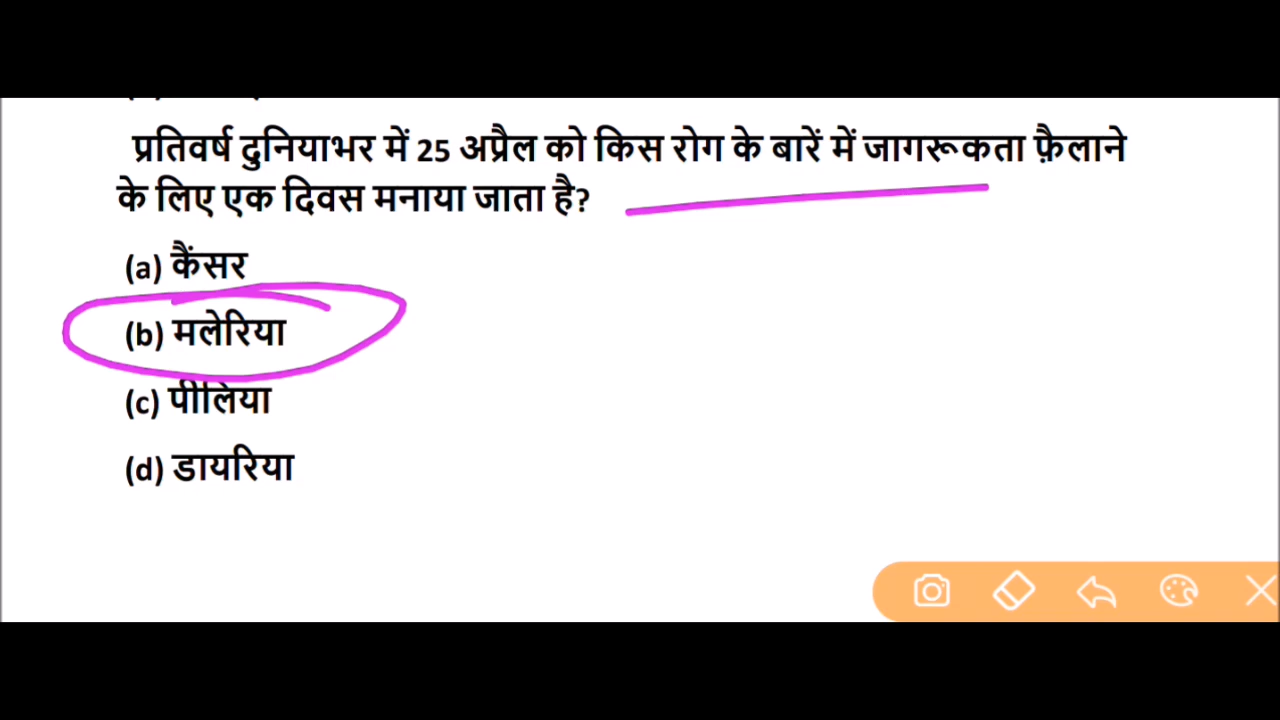 प्रतिवर्ष दुनियाभर में 25 अप्रैल को किस रोग के बारें में जागरूकता फ़ैलाने
के लिए एक दिवस मनाया जाता है?
(a) कैंसर
(b) मलेरिया
(c) पीलिया
(d) डायरिया